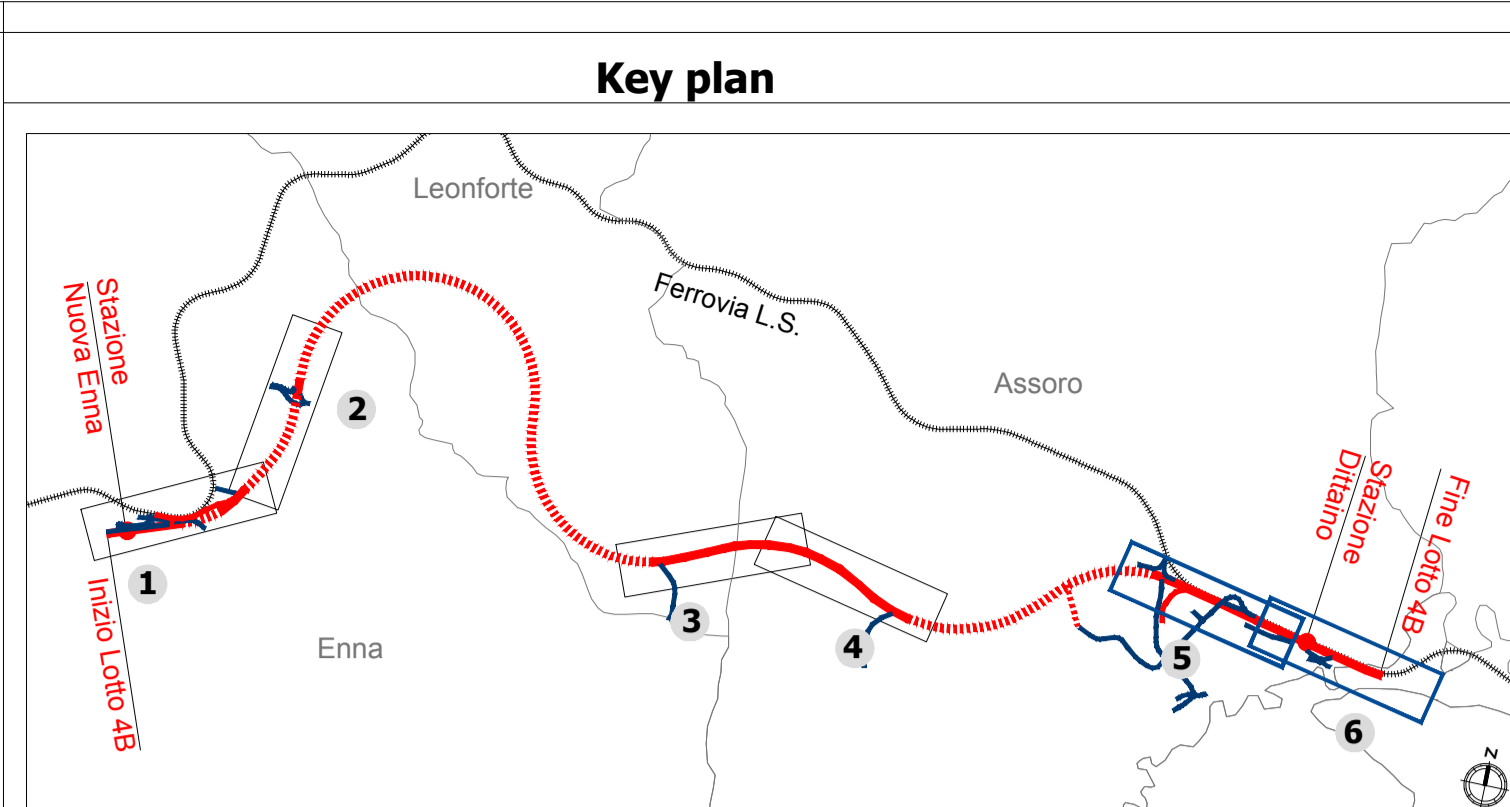 Key plan
Leonforte
Ferrovia L.S.
Stazione
Nuova Enna
2
Assoro
Stazione
Dittaino
Fine Lotto 4B
1
Inizio Lotto 4B
3
Enna
4
5
6
N